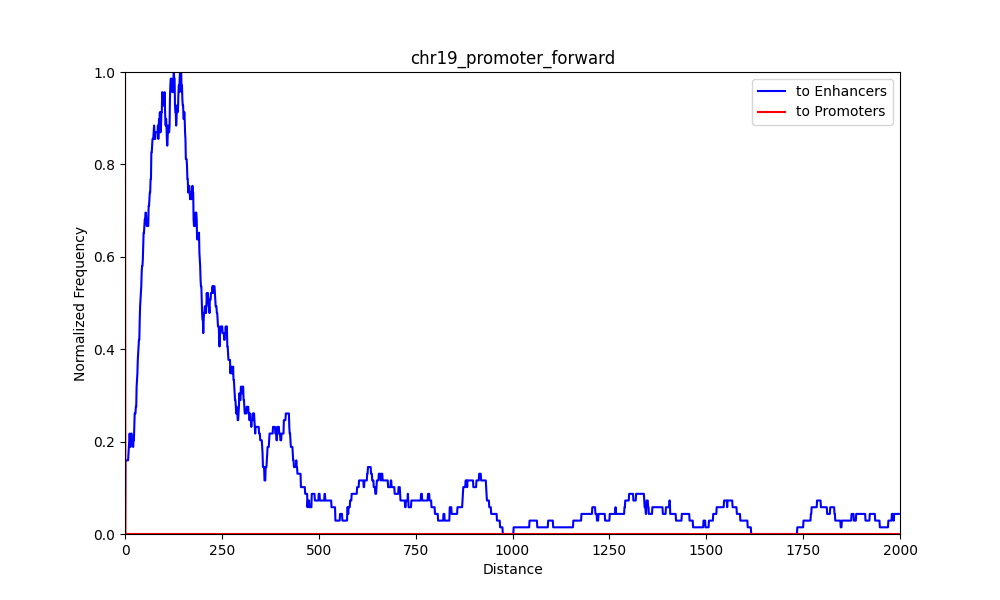 chr19_promoter_forward
to Enhancers
to Promoters
1.0
0.8
0.6
0.4
0.2
0.0
Normalized Frequency
0 250 500 750 1000 1250 1500 1750 2000
Distance